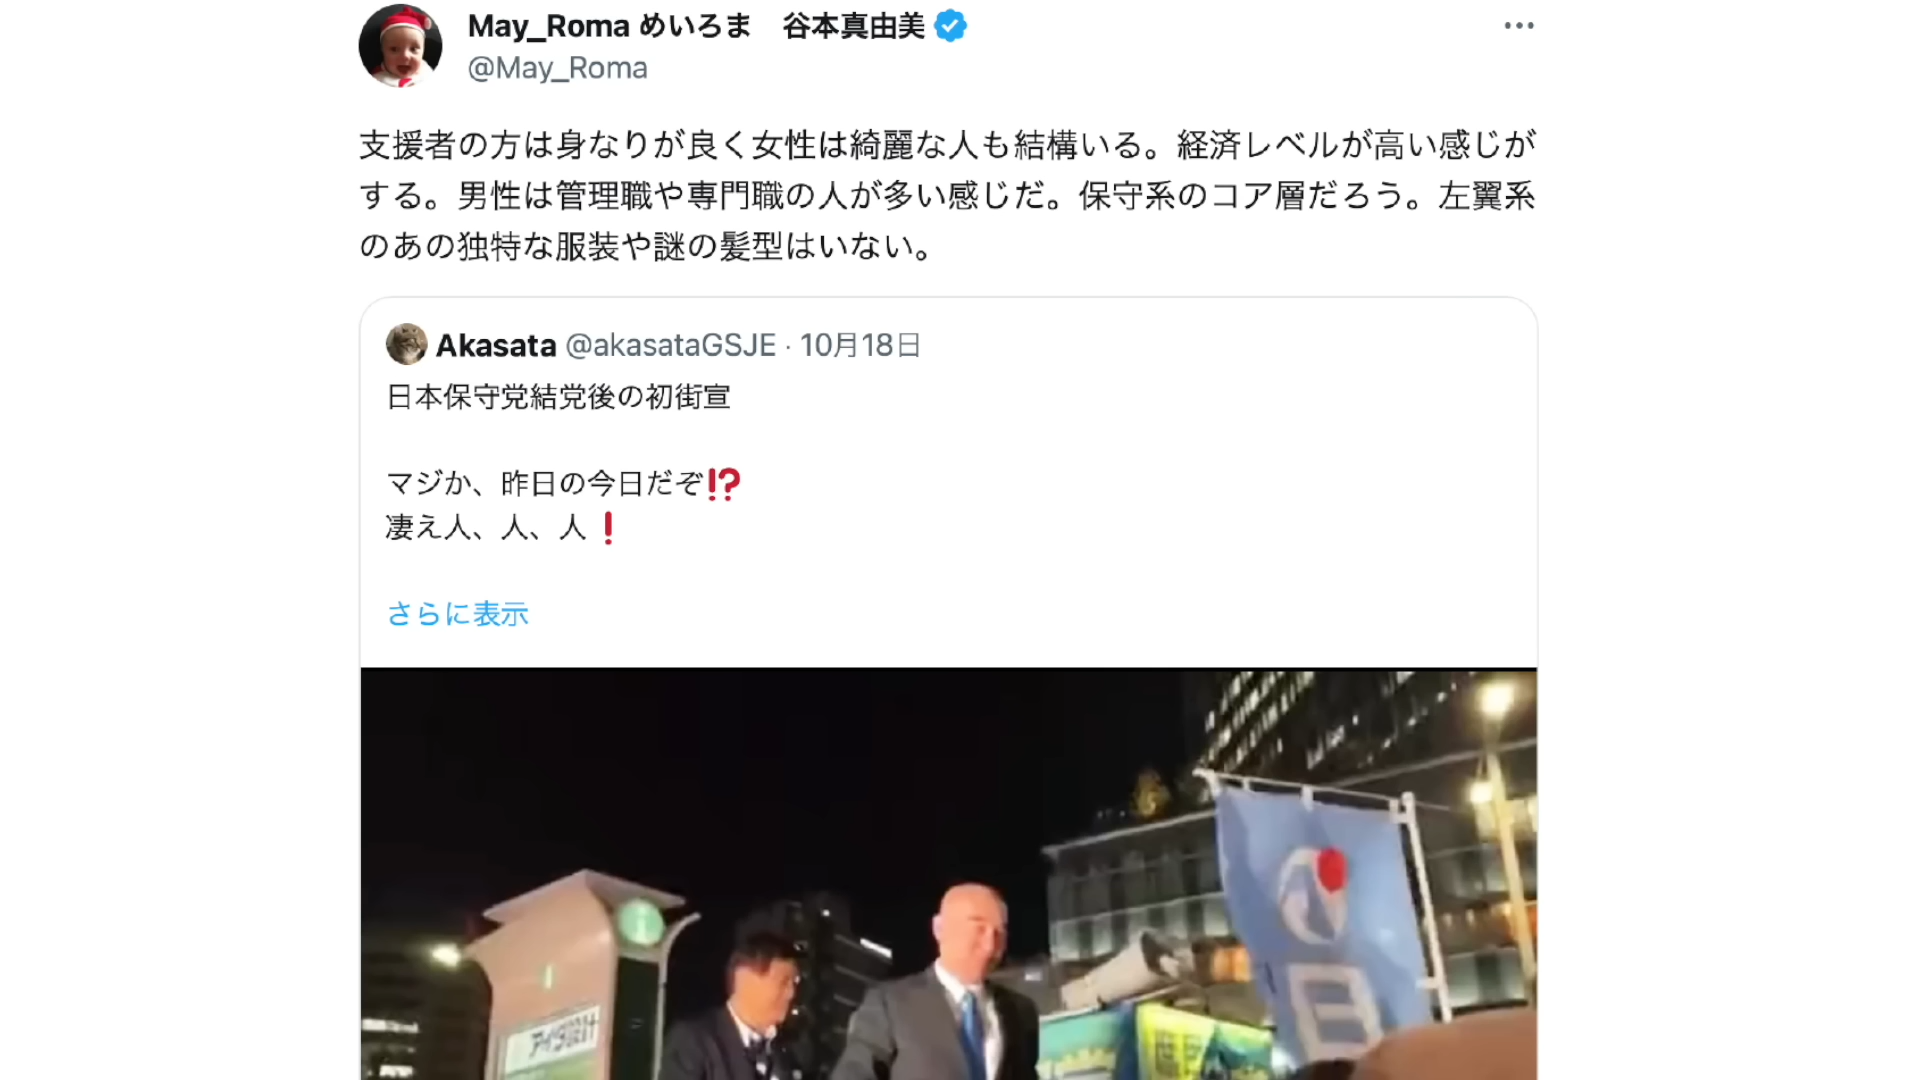 May_Roma めいろま 谷本真由美
@May_Roma
支援者の方は身なりが良く女性は綺麗な人も結構いる。経済レベルが高い感じが
する。男性は管理職や専門職の人が多い感じだ。保守系のコア層だろう。左翼系
のあの独特な服装や謎の髪型はいない。
Akasata @akasataGSJE · 10月18日
日本保守党結党後の初街宣
マジか、昨日の今日だぞ⁉️
凄え人、人、人❗
さらに表示
日